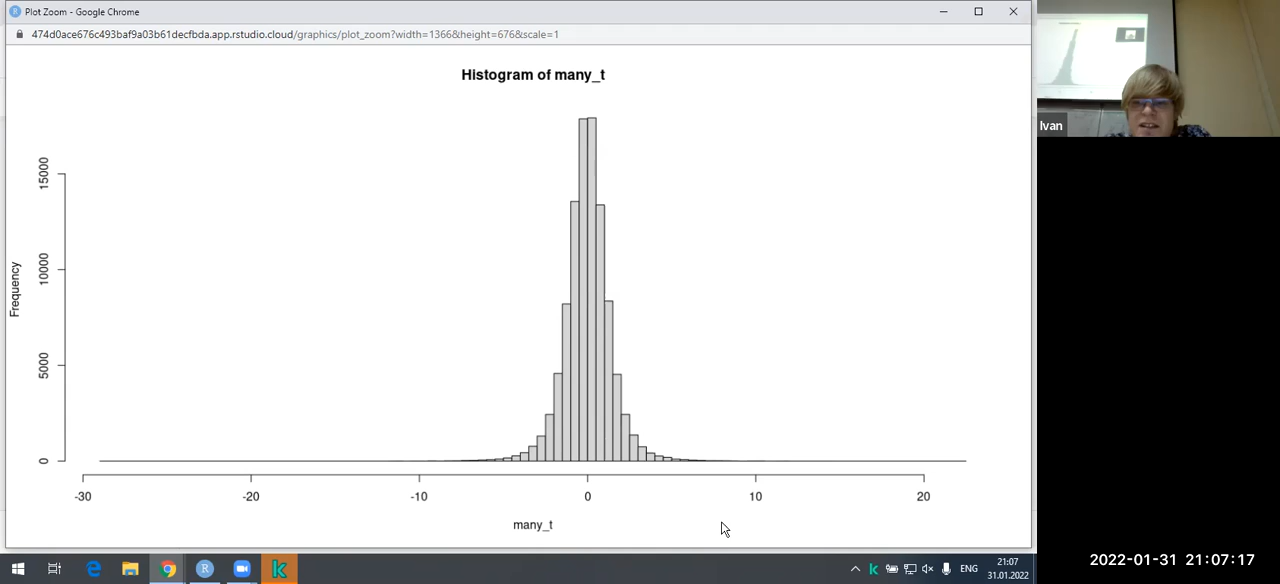 Plot Zoom - Google Chrome
474d0ace676c493baf9a03b61decfbda.app.rstudio.cloud/graphics/plot_zoom?width=1366&height=676&scale=1
Histogram of many_t
Frequency
15000
10000
5000
0
-30 -20 -10 0 10 20
many_t
Ivan
ENG
21:07
31.01.2022
2022-01-31 21:07:17